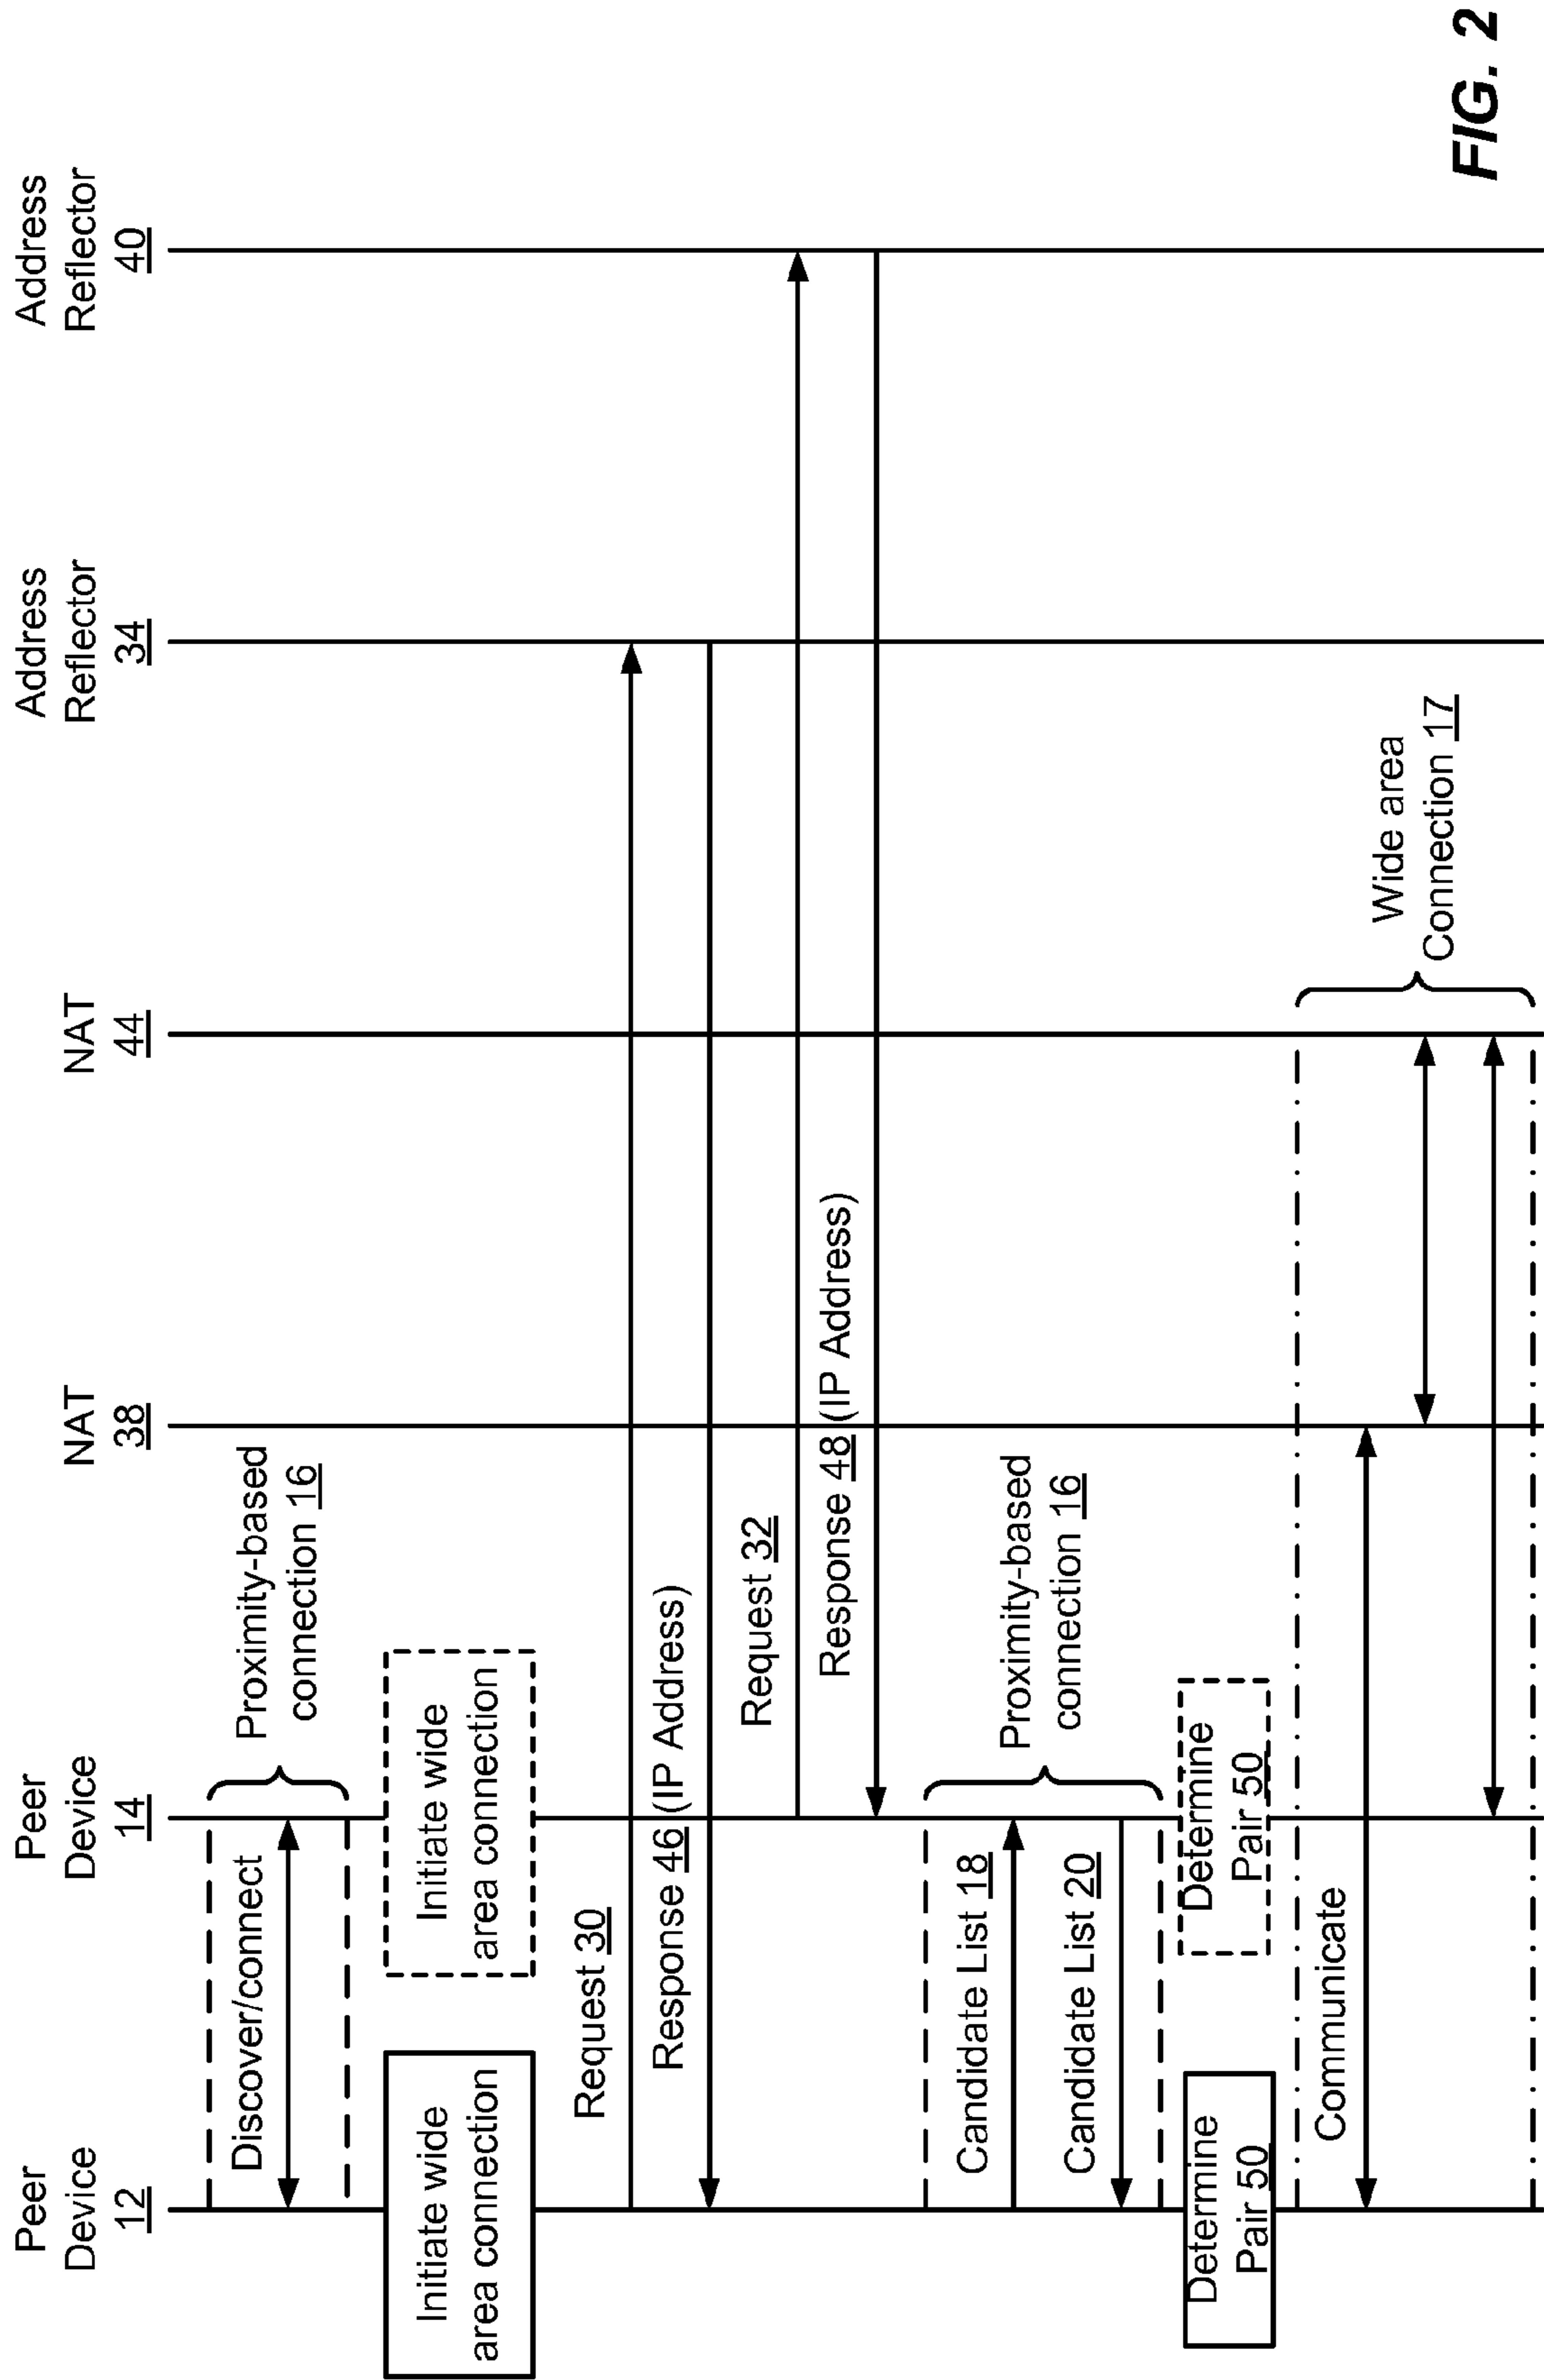 Peer
Device
12
Peer
Device
14
NAT
38
NAT
44
Address
Reflector
34
Address
Reflector
40
Discover/connect
Proximity-based
connection 16
Initiate wide
area connection
Initiate wide
area connection
Request 30
Response 46 (IP Address)
Request 32
Response 48 (IP Address)
Candidate List 18
Candidate List 20
Proximity-based
connection 16
Determine
Pair 50
Determine
Pair 50
Communicate
Wide area
Connection 17
FIG. 2